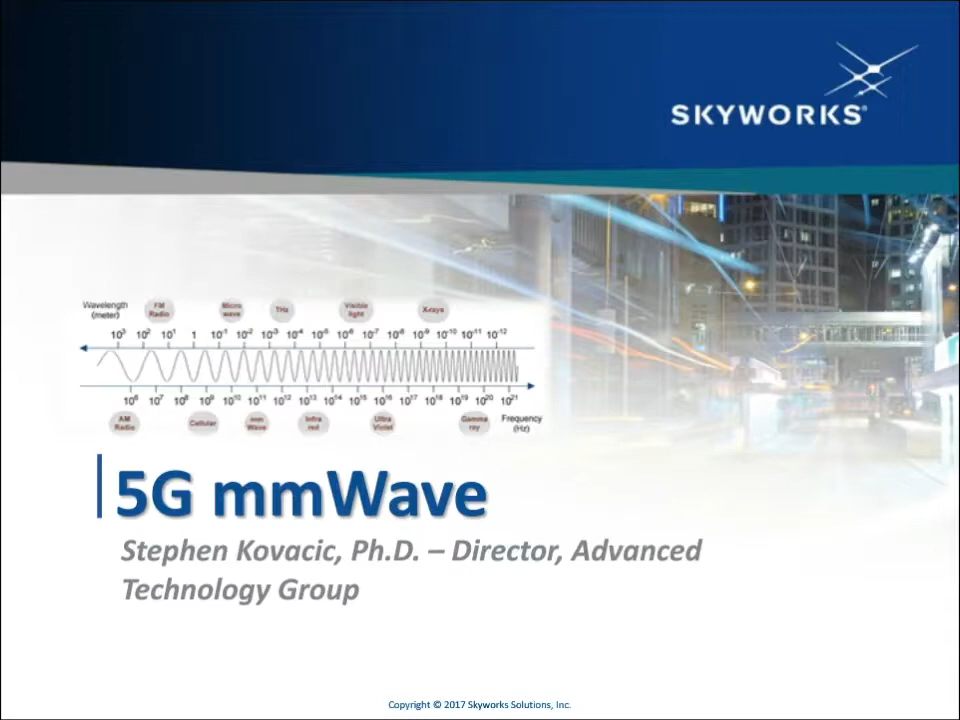 SKYWORKS®
Wavelength (meter)
FM Radio
Micro wave
THz
Visible light
X-rays
10³ 10² 10¹ 1 10⁻¹ 10⁻² 10⁻³ 10⁻⁴ 10⁻⁵ 10⁻⁶ 10⁻⁷ 10⁻⁸ 10⁻⁹ 10⁻¹⁰ 10⁻¹¹ 10⁻¹²
10⁶ 10⁷ 10⁸ 10⁹ 10¹⁰ 10¹¹ 10¹² 10¹³ 10¹⁴ 10¹⁵ 10¹⁶ 10¹⁷ 10¹⁸ 10¹⁹ 10²⁰ 10²¹
AM Radio
Cellular
mm Wave
Infra red
Ultra Violet
Gamma ray
Frequency (Hz)
5G mmWave
Stephen Kovacic, Ph.D. – Director, Advanced
Technology Group
Copyright © 2017 Skyworks Solutions, Inc.